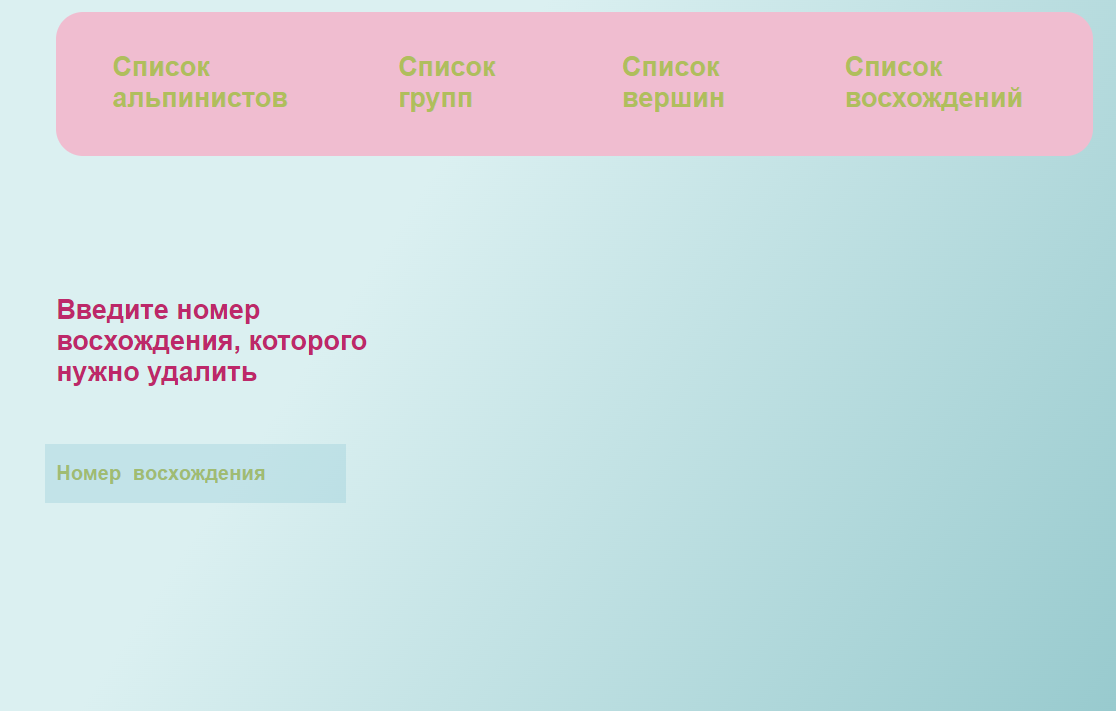 Список Список Список Список
альпинистов групп вершин восхождений
Введите номер
восхождения, которого
нужно удалить
Номер восхождения